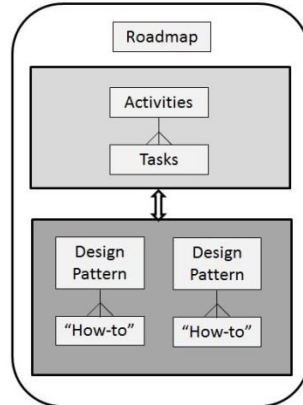 Roadmap
Activities
Tasks
Design
Pattern
Design
Pattern
“How-to”
“How-to”